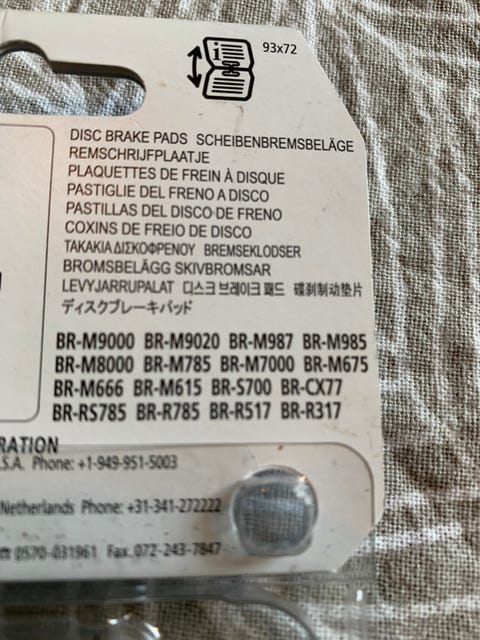 93x72
DISC BRAKE PADS SCHEIBENBREMSBELÄGE
REMSCHRIJFPLAATJE
PLAQUETTES DE FREIN À DISQUE
PASTIGLIE DEL FRENO A DISCO
PASTILLAS DEL DISCO DE FRENO
COXINS DE FREIO DE DISCO
ΤΑΚΑΚΙΑ ΔΙΣΚΟΦΡΕΝΟΥ BREMSEKLODSER
BROMSBELÄGG SKIVBROMSAR
LEVYJARRUPALAT 디스크 브레이크 패드 碟刹制动垫片
ディスクブレーキパッド
BR-M9000 BR-M9020 BR-M987 BR-M985
BR-M8000 BR-M785 BR-M7000 BR-M675
BR-M666 BR-M615 BR-S700 BR-CX77
BR-RS785 BR-R785 BR-R517 BR-R317
RATION
.S.A. Phone: +1-949-951-5003
Netherlands Phone: +31-341-272222
☎ 0570-031961 Fax. 072-243-7847